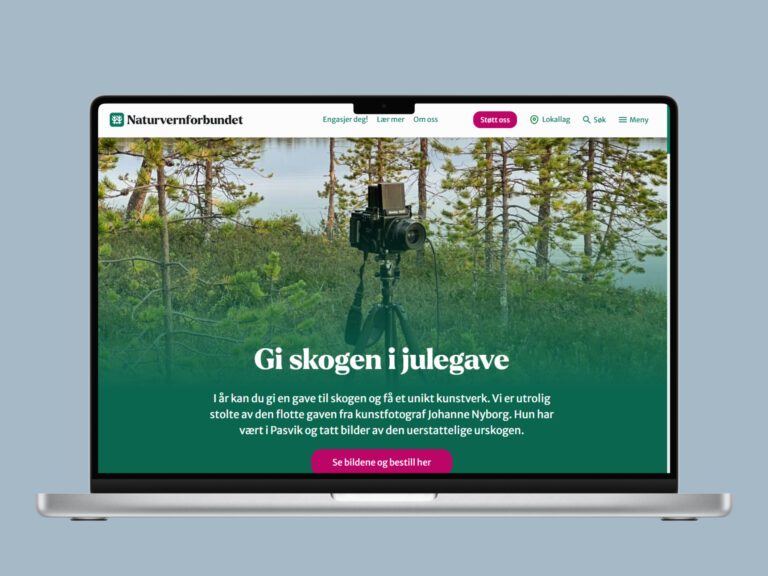 Naturvernforbundet
Engasjer deg! Lær mer Om oss
Støtt oss
Lokallag
Søk
Meny
Gi skogen i julegave
I år kan du gi en gave til skogen og få et unikt kunstverk. Vi er utrolig
stolte av den flotte gaven fra kunstfotograf Johanne Nyborg. Hun har
vært i Pasvik og tatt bilder av den uerstattelige urskogen.
Se bildene og bestill her